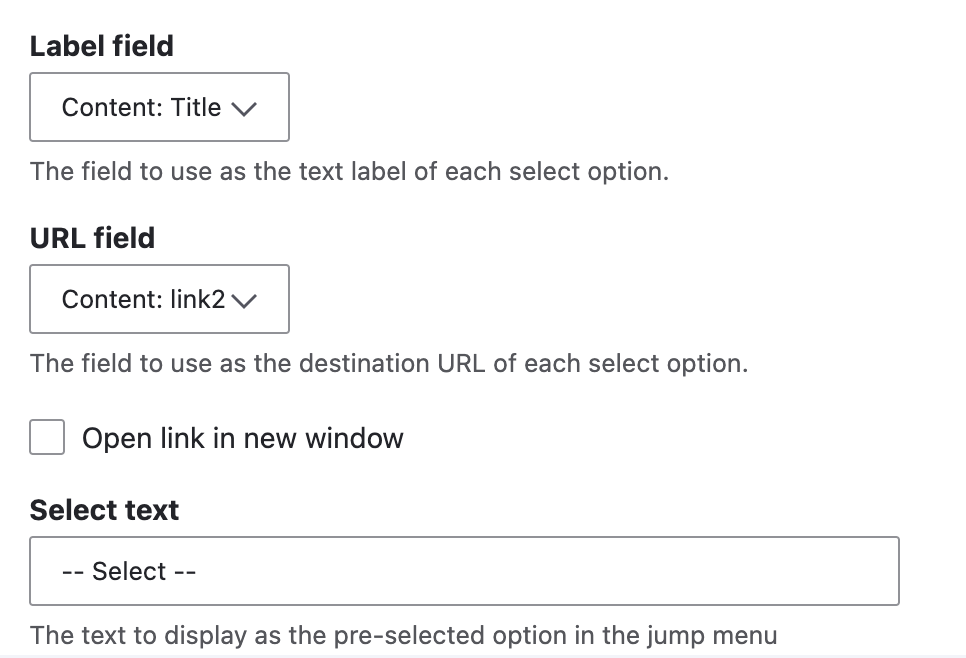 Label field
Content: Title
The field to use as the text label of each select option.
URL field
Content: link2
The field to use as the destination URL of each select option.
Open link in new window
Select text
-- Select --
The text to display as the pre-selected option in the jump menu